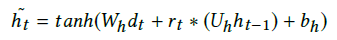 h̃_t = tanh(W_h d_t + r_t * (U_h h_{t−1}) + b_h)